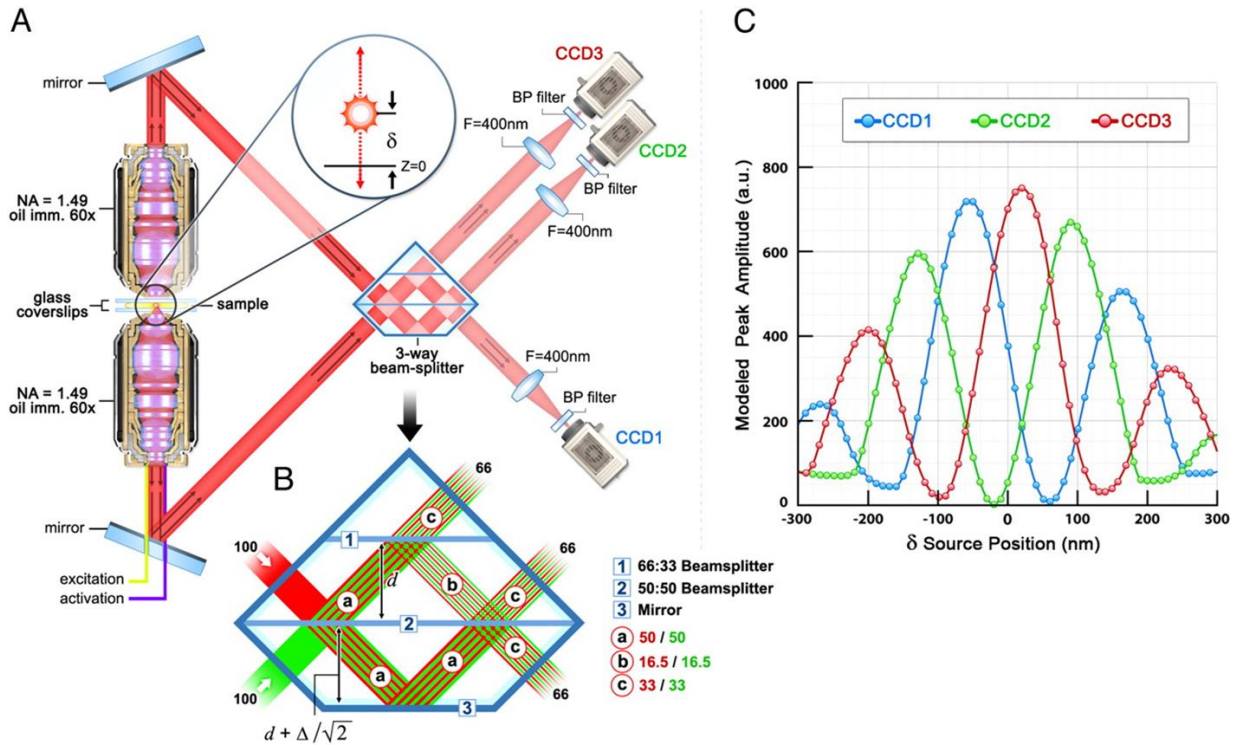 A
mirror
NA = 1.49
oil imm. 60x
glass
coverslips
sample
NA = 1.49
oil imm. 60x
mirror
excitation
activation
δ
Z=0
CCD3
BP filter
F=400nm
CCD2
BP filter
F=400nm
3-way
beam-splitter
F=400nm
BP filter
CCD1
B
100
100
66
66
66
1
2
3
a
a
a
b
c
c
c
d
d + Δ/√2
1 66:33 Beamsplitter
2 50:50 Beamsplitter
3 Mirror
a 50 / 50
b 16.5 / 16.5
c 33 / 33
C
CCD1 CCD2 CCD3
Modeled Peak Amplitude (a.u.)
1000
800
600
400
200
0
-300 -200 -100 0 100 200 300
δ Source Position (nm)